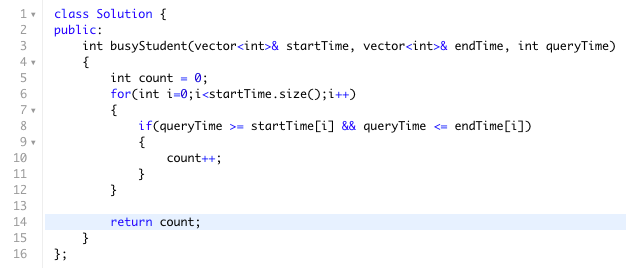 1 class Solution {
2 public:
3     int busyStudent(vector<int>& startTime, vector<int>& endTime, int queryTime)
4     {
5         int count = 0;
6         for(int i=0;i<startTime.size();i++)
7         {
8             if(queryTime >= startTime[i] && queryTime <= endTime[i])
9             {
10                 count++;
11             }
12         }
13
14         return count;
15     }
16 };